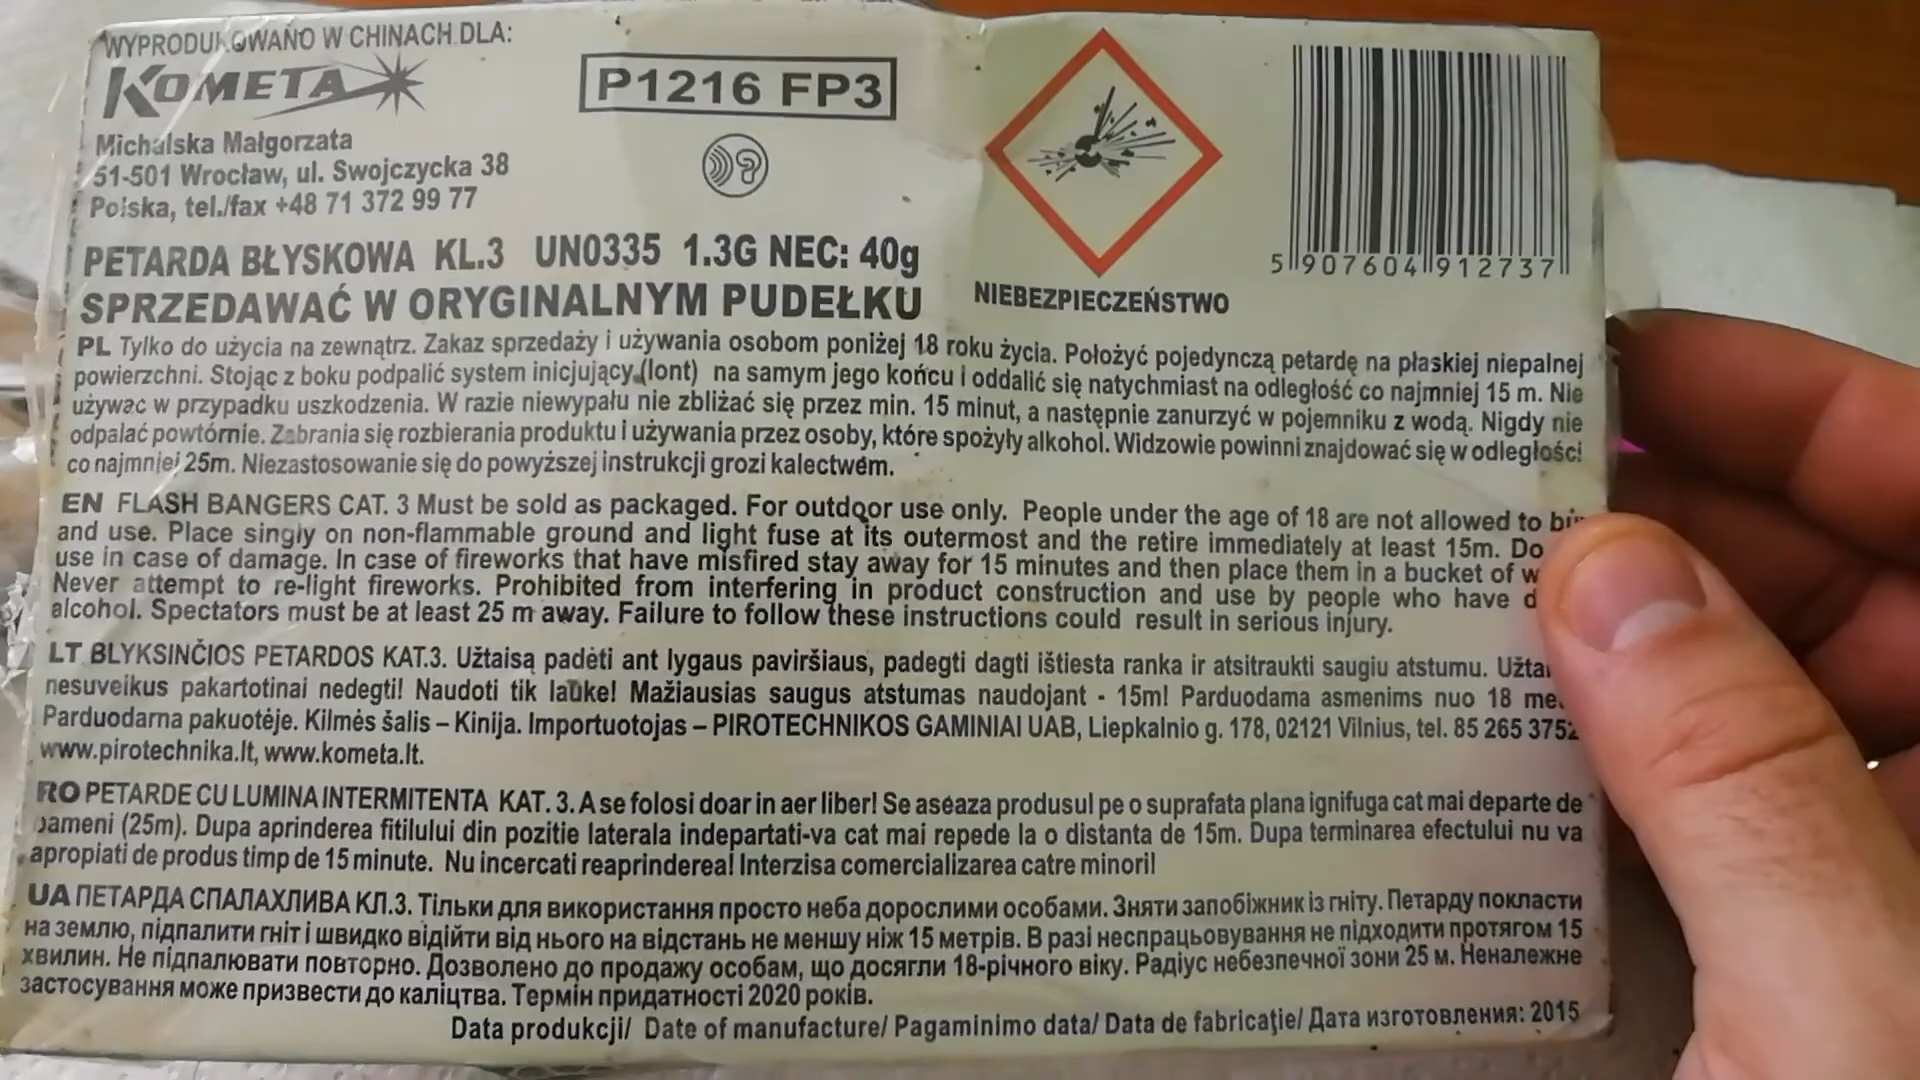 WYPRODUKOWANO W CHINACH DLA:
KOMETA
P1216 FP3
Michalska Małgorzata
51-501 Wrocław, ul. Swojczycka 38
Polska, tel./fax +48 71 372 99 77
5 907604 912737
PETARDA BŁYSKOWA KL.3 UN0335 1.3G NEC: 40g
SPRZEDAWAĆ W ORYGINALNYM PUDEŁKU
NIEBEZPIECZEŃSTWO
PL Tylko do użycia na zewnątrz. Zakaz sprzedaży i używania osobom poniżej 18 roku życia. Położyć pojedynczą petardę na płaskiej niepalnej
powierzchni. Stojąc z boku podpalić system inicjujący (lont) na samym jego końcu i oddalić się natychmiast na odległość co najmniej 15 m. Nie
używać w przypadku uszkodzenia. W razie niewypału nie zbliżać się przez min. 15 minut, a następnie zanurzyć w pojemniku z wodą. Nigdy nie
odpalać powtórnie. Zabrania się rozbierania produktu i używania przez osoby, które spożyły alkohol. Widzowie powinni znajdować się w odległości
co najmniej 25m. Niezastosowanie się do powyższej instrukcji grozi kalectwem.
EN FLASH BANGERS CAT. 3 Must be sold as packaged. For outdoor use only. People under the age of 18 are not allowed to
and use. Place singly on non-flammable ground and light fuse at its outermost and the retire immediately at least 15m. Do
use in case of damage. In case of fireworks that have misfired stay away for 15 minutes and then place them in a bucket of
Never attempt to re-light fireworks. Prohibited from interfering in product construction and use by people who have
alcohol. Spectators must be at least 25 m away. Failure to follow these instructions could result in serious injury.
LT BLYKSINČIOS PETARDOS KAT.3. Užtaisą padėti ant lygaus paviršiaus, padegti dagti ištiesta ranka ir atsitraukti saugiu atstumu.
nesuveikus pakartotinai nedegti! Naudoti tik lauke! Mažiausias saugus atstumas naudojant - 15m! Parduodama asmenims nuo 18
Parduodama pakuotėje. Kilmės šalis – Kinija. Importuotojas – PIROTECHNIKOS GAMINIAI UAB, Liepkalnio g. 178, 02121 Vilnius, tel. 85 265 3752
www.pirotechnika.lt, www.kometa.lt.
RO PETARDE CU LUMINA INTERMITENTA KAT. 3. A se folosi doar in aer liber! Se aseaza produsul pe o suprafata plana ignifuga cat mai departe de
oameni (25m). Dupa aprinderea fitilului din pozitie laterala indepartati-va cat mai repede la o distanta de 15m. Dupa terminarea efectului nu va
apropiati de produs timp de 15 minute. Nu incercati reaprinderea! Interzisa comercializarea catre minori!
UA ПЕТАРДА СПАЛАХЛИВА КЛ.3. Тільки для використання просто неба дорослими особами. Зняти запобіжник із гніту. Петарду покласти
на землю, підпалити гніт і швидко відійти від нього на відстань не меншу ніж 15 метрів. В разі неспрацьовування не підходити протягом 15
хвилин. Не підпалювати повторно. Дозволено до продажу особам, що досягли 18-річного віку. Радіус небезпечної зони 25 м. Неналежне
застосування може призвести до каліцтва. Термін придатності 2020 років.
Data produkcji/ Date of manufacture/ Pagaminimo data/ Data de fabricaţie/ Дата изготовления: 2015